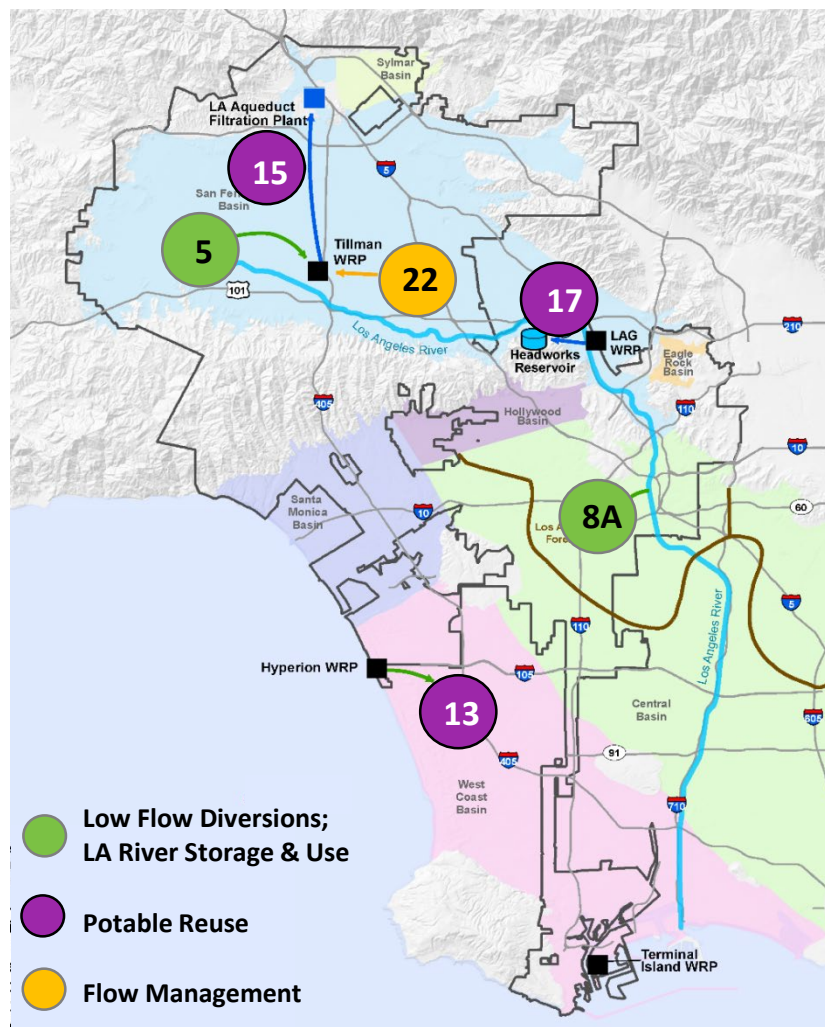 Sylmar
Basin
LA Aqueduct
Filtration Plant
15
5
San Fer
Basin
5
Tillman
WRP
22
101
17
Los Angeles River
LAG
WRP
210
Headworks
Reservoir
Eagle
Rock
Basin
405
110
Hollywood
Basin
10
Santa
Monica
Basin
10
8A
60
Los A
Fore
Los Angeles River
5
110
Hyperion WRP
105
13
Central
Basin
605
91
405
West
Coast
Basin
710
Low Flow Diversions;
LA River Storage & Use
Potable Reuse
Flow Management
Terminal
Island WRP